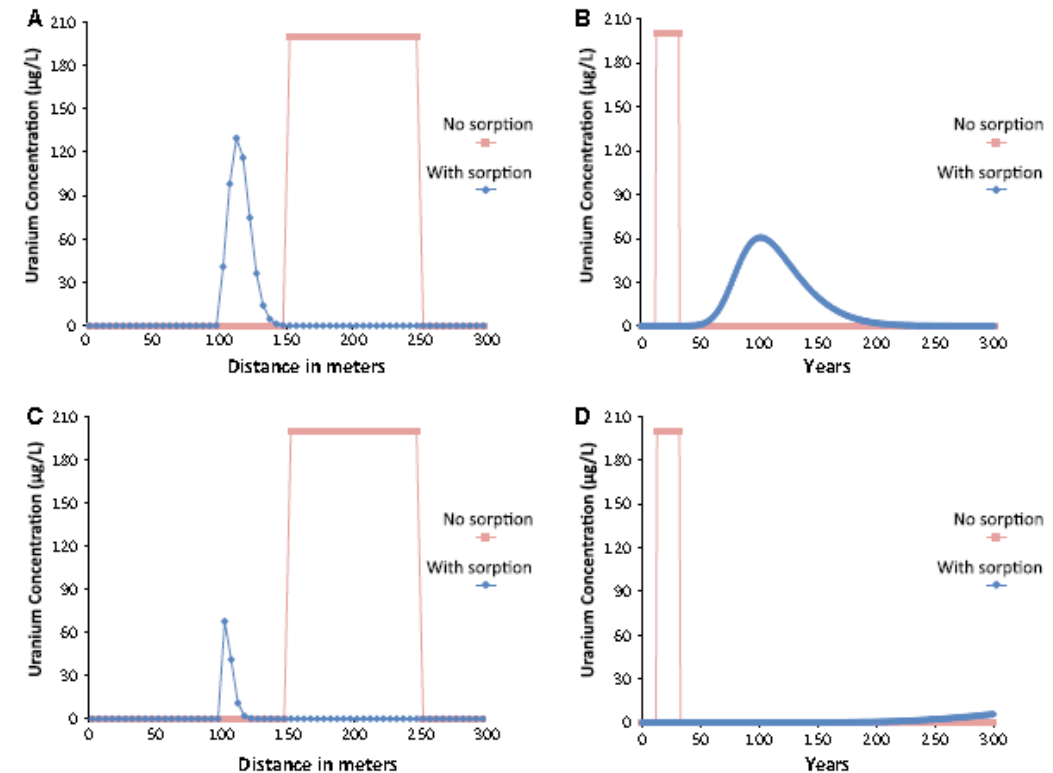 A
210
180
150
120
90
60
30
0
0 50 100 150 200 250 300
Uranium Concentration (µg/L)
Distance in meters
No sorption
With sorption
B
210
180
150
120
90
60
30
0
0 50 100 150 200 250 300
Uranium Concentration (µg/L)
Years
No sorption
With sorption
C
210
180
150
120
90
60
30
0
0 50 100 150 200 250 300
Uranium Concentration (µg/L)
Distance in meters
No sorption
With sorption
D
210
180
150
120
90
60
30
0
0 50 100 150 200 250 300
Uranium Concentration (µg/L)
Years
No sorption
With sorption